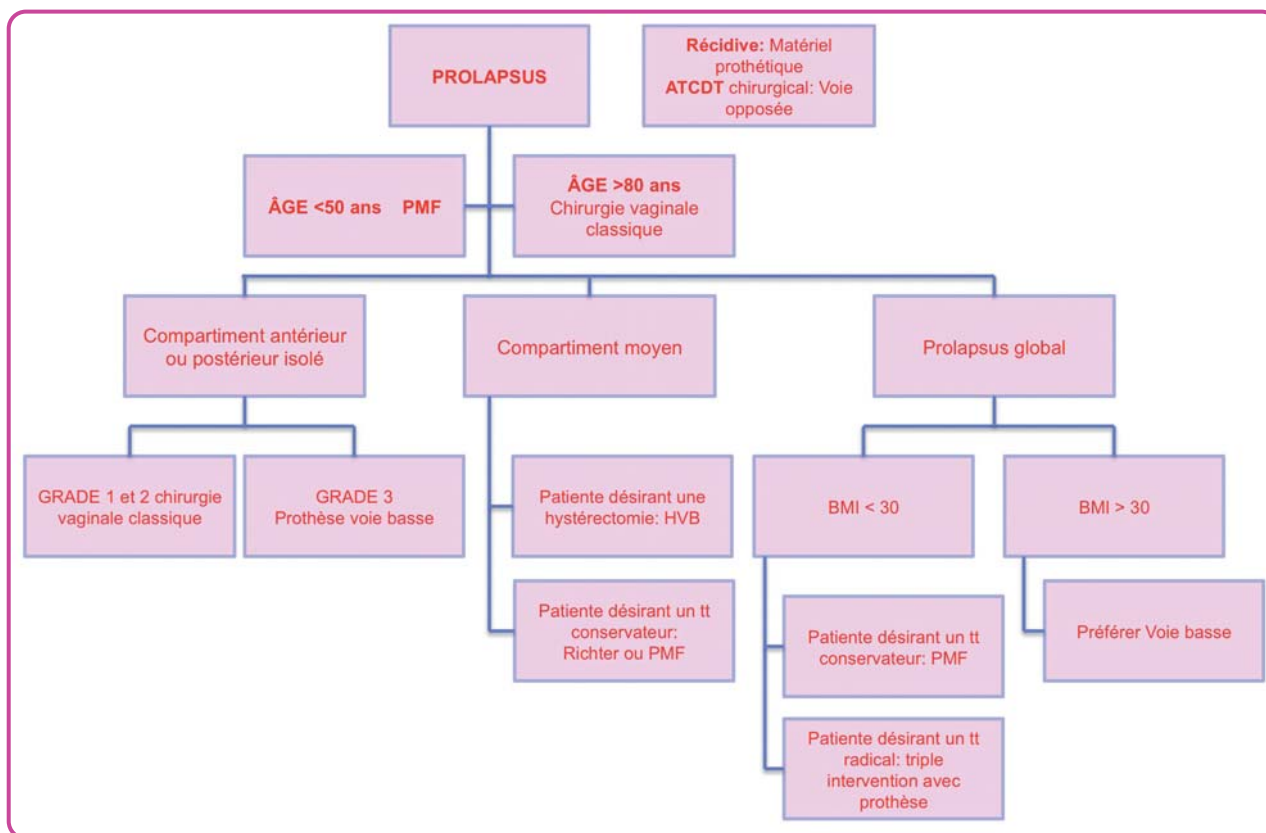 PROLAPSUS
Récidive: Matériel
prothétique
ATCDT chirurgical: Voie
opposée
ÂGE <50 ans PMF
ÂGE >80 ans
Chirurgie vaginale
classique
Compartiment antérieur
ou postérieur isolé
Compartiment moyen
Prolapsus global
GRADE 1 et 2 chirurgie
vaginale classique
GRADE 3
Prothèse voie basse
Patiente désirant une
hystérectomie: HVB
BMI < 30
BMI > 30
Patiente désirant un tt
conservateur:
Richter ou PMF
Patiente désirant un tt
conservateur: PMF
Préférer Voie basse
Patiente désirant un tt
radical: triple
intervention avec
prothèse